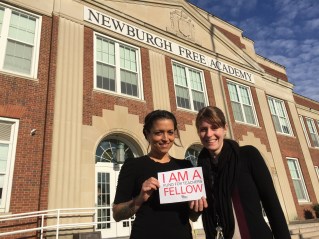 NEWBURGH FREE ACADEMY
I AM A
FUND FOR TEACHERS
FELLOW